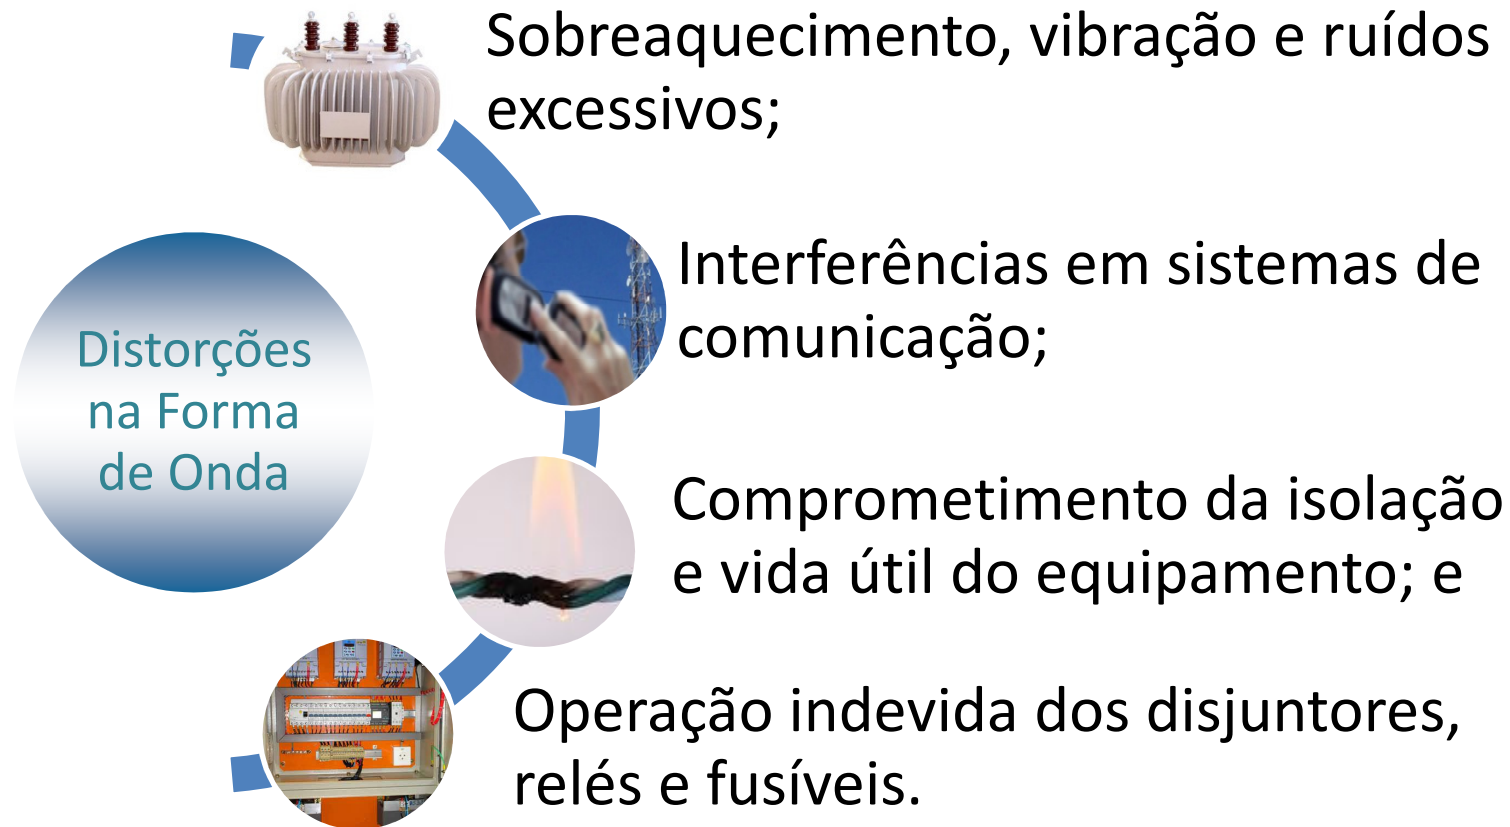 Sobreaquecimento, vibração e ruídos
excessivos;
Interferências em sistemas de
comunicação;
Distorções
na Forma
de Onda
Comprometimento da isolação
e vida útil do equipamento; e
Operação indevida dos disjuntores,
relés e fusíveis.